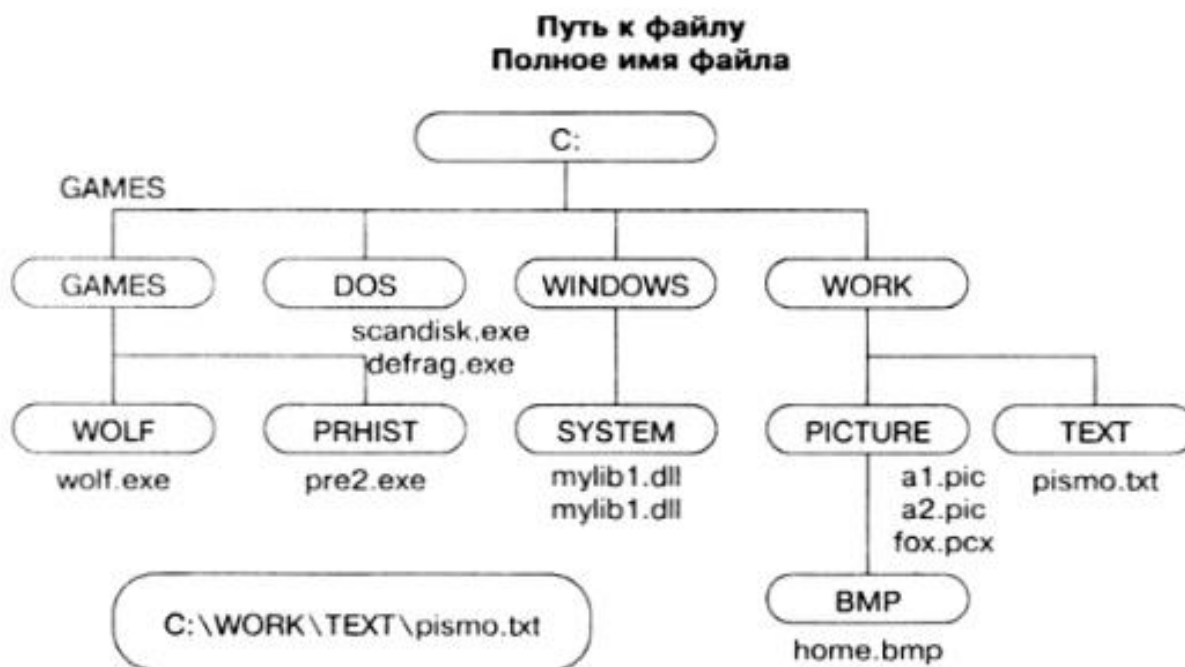 Путь к файлу
Полное имя файла
C:
GAMES
GAMES
DOS
WINDOWS
WORK
scandisk.exe
defrag.exe
WOLF
PRHIST
SYSTEM
PICTURE
TEXT
wolf.exe
pre2.exe
mylib1.dll
mylib1.dll
a1.pic
a2.pic
fox.pcx
pismo.txt
C:\WORK\TEXT\pismo.txt
BMP
home.bmp